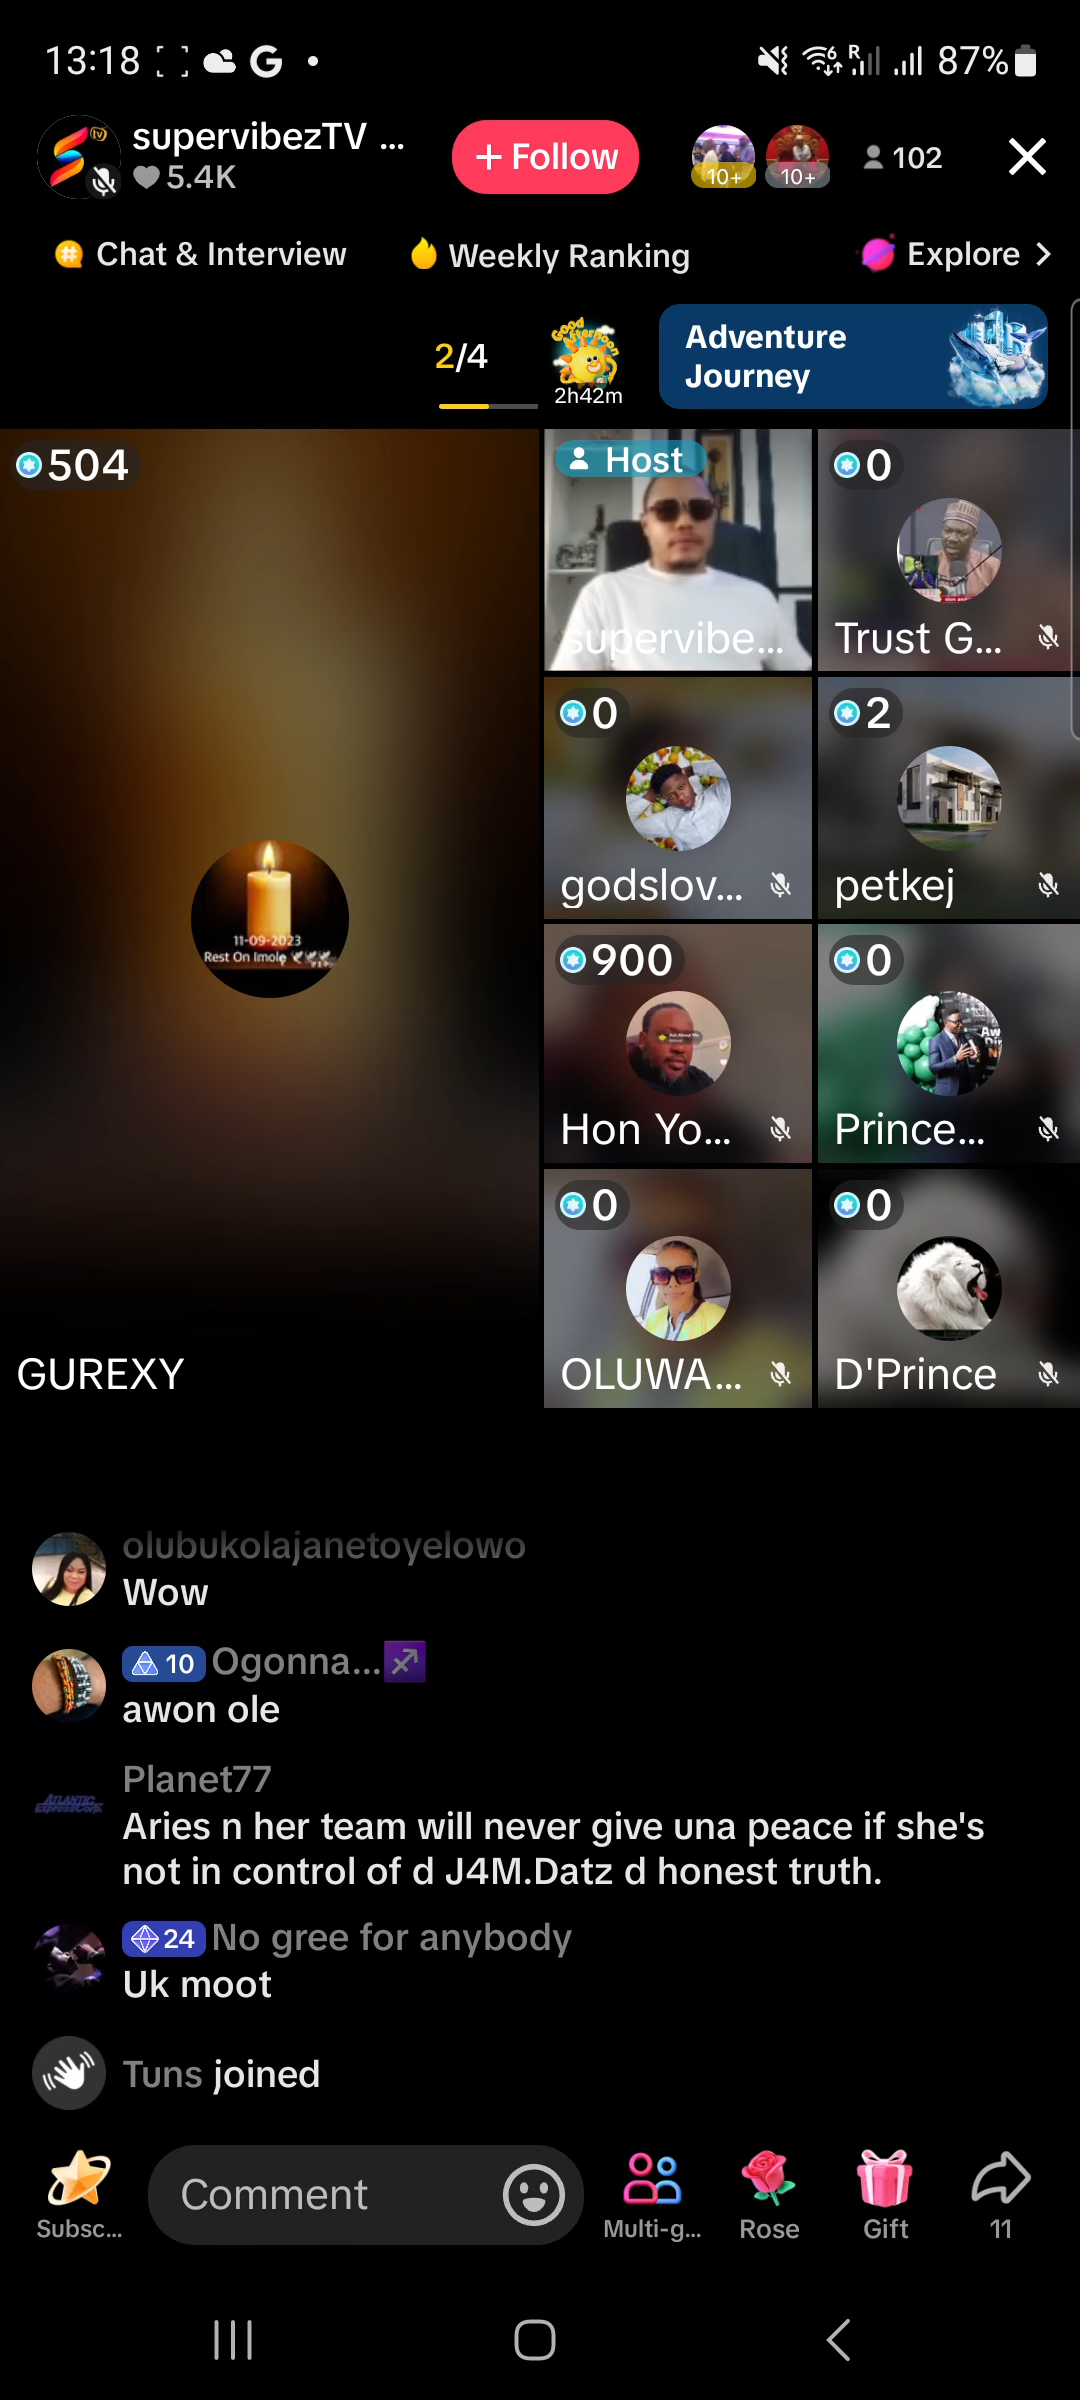 13:18
87%
supervibezTV ...
5.4K
+ Follow
10+
10+
102
Chat & Interview
Weekly Ranking
Explore >
2/4
Good Afternoon
2h42m
Adventure
Journey
504
Host
supervibe...
0
Trust G...
0
godslov...
2
petkej
11-09-2023
Rest On Imole
900
Hon Yo...
0
Prince...
0
OLUWA...
0
D'Prince
GUREXY
olubukolajanetoyelowo
Wow
10 Ogonna...
awon ole
Planet77
Aries n her team will never give una peace if she's
not in control of d J4M.Datz d honest truth.
24 No gree for anybody
Uk moot
Tuns joined
Subsc...
Comment
Multi-g...
Rose
Gift
11